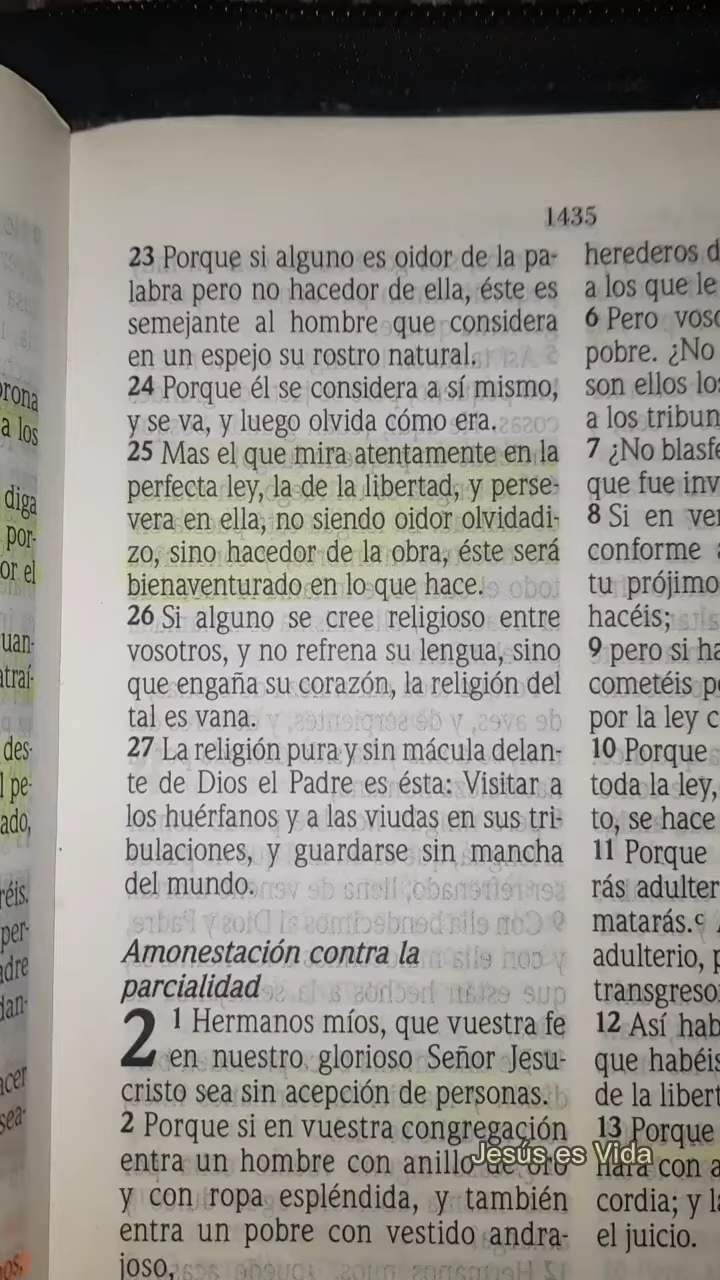 1435
23 Porque si alguno es oidor de la pa-
labra pero no hacedor de ella, éste es
semejante al hombre que considera
en un espejo su rostro natural.
24 Porque él se considera a sí mismo,
y se va, y luego olvida cómo era.
25 Mas el que mira atentamente en la
perfecta ley, la de la libertad, y perse-
vera en ella, no siendo oidor olvidadi-
zo, sino hacedor de la obra, éste será
bienaventurado en lo que hace.
26 Si alguno se cree religioso entre
vosotros, y no refrena su lengua, sino
que engaña su corazón, la religión del
tal es vana.
27 La religión pura y sin mácula delan-
te de Dios el Padre es ésta: Visitar a
los huérfanos y a las viudas en sus tri-
bulaciones, y guardarse sin mancha
del mundo.
Amonestación contra la
parcialidad
2 1 Hermanos míos, que vuestra fe
en nuestro glorioso Señor Jesu-
cristo sea sin acepción de personas.
2 Porque si en vuestra congregación
entra un hombre con anillo de oro
y con ropa espléndida, y también
entra un pobre con vestido andra-
joso,
herederos
a los que le
6 Pero
pobre. ¿No
son ellos
a los
7 ¿No
que fue
8 Si en
conforme
tu prójimo
hacéis;
9 pero si
cometéis
por la ley
10 Porque
toda la ley,
to, se hace
11 Porque
rás
matarás.c
adulterio,
12 Así
que
de la
13 Porque
hará con
cordia; y
el juicio.
a los
diga
por-
or el
uan-
des-
ado,
réis.
per-
dan-
Jesús es Vida